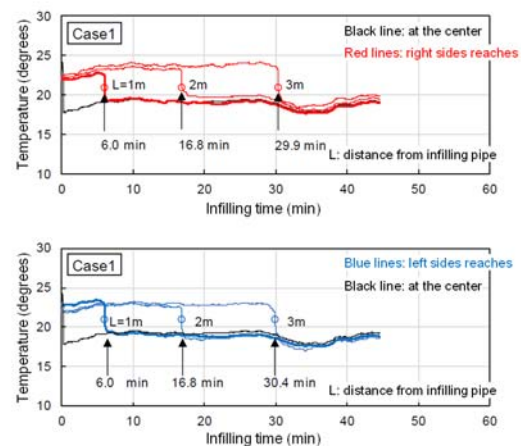 Case1
Black line: at the center
Red lines: right sides reaches
Temperature (degrees)
30
25
20
15
10
L=1m
2m
3m
6.0 min
16.8 min
29.9 min
L: distance from infilling pipe
0
10
20
30
40
50
60
Infilling time (min)
Case1
Blue lines: left sides reaches
Black line: at the center
Temperature (degrees)
30
25
20
15
10
L=1m
2m
3m
6.0 min
16.8 min
30.4 min
L: distance from infilling pipe
0
10
20
30
40
50
60
Infilling time (min)